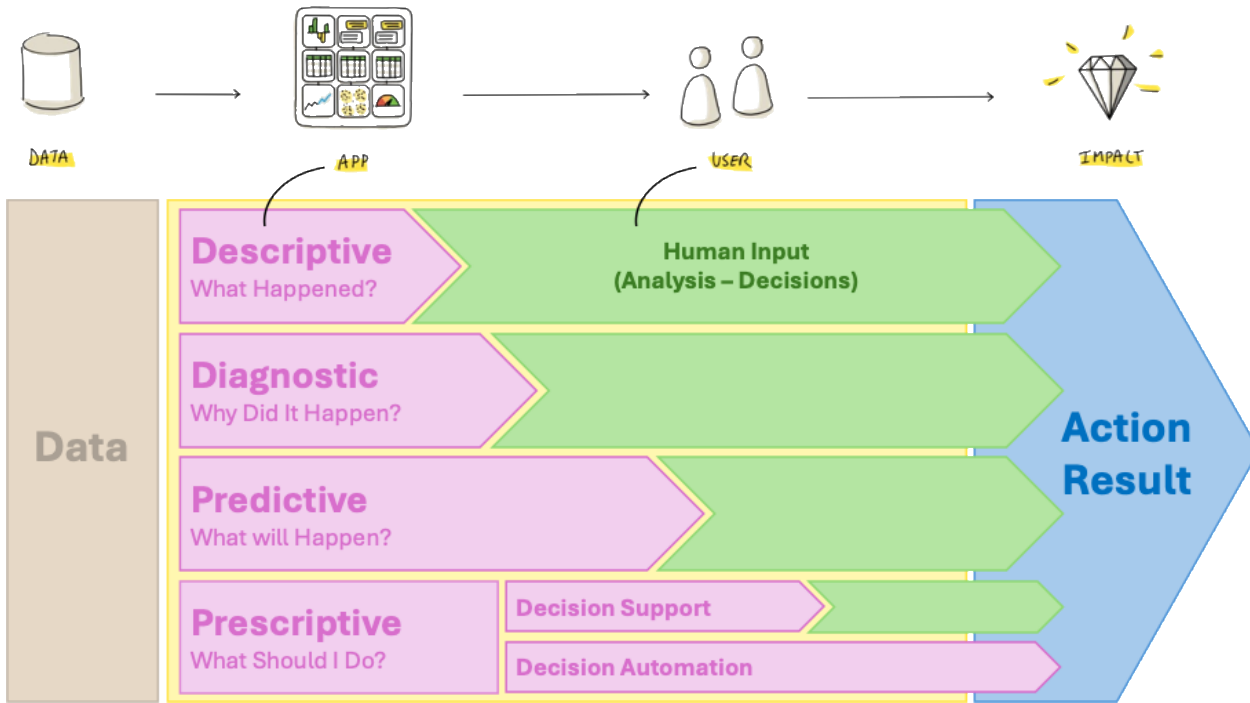 DATA
APP
USER
IMPACT
Data
Descriptive
What Happened?
Human Input
(Analysis – Decisions)
Diagnostic
Why Did It Happen?
Predictive
What will Happen?
Prescriptive
What Should I Do?
Decision Support
Decision Automation
Action
Result